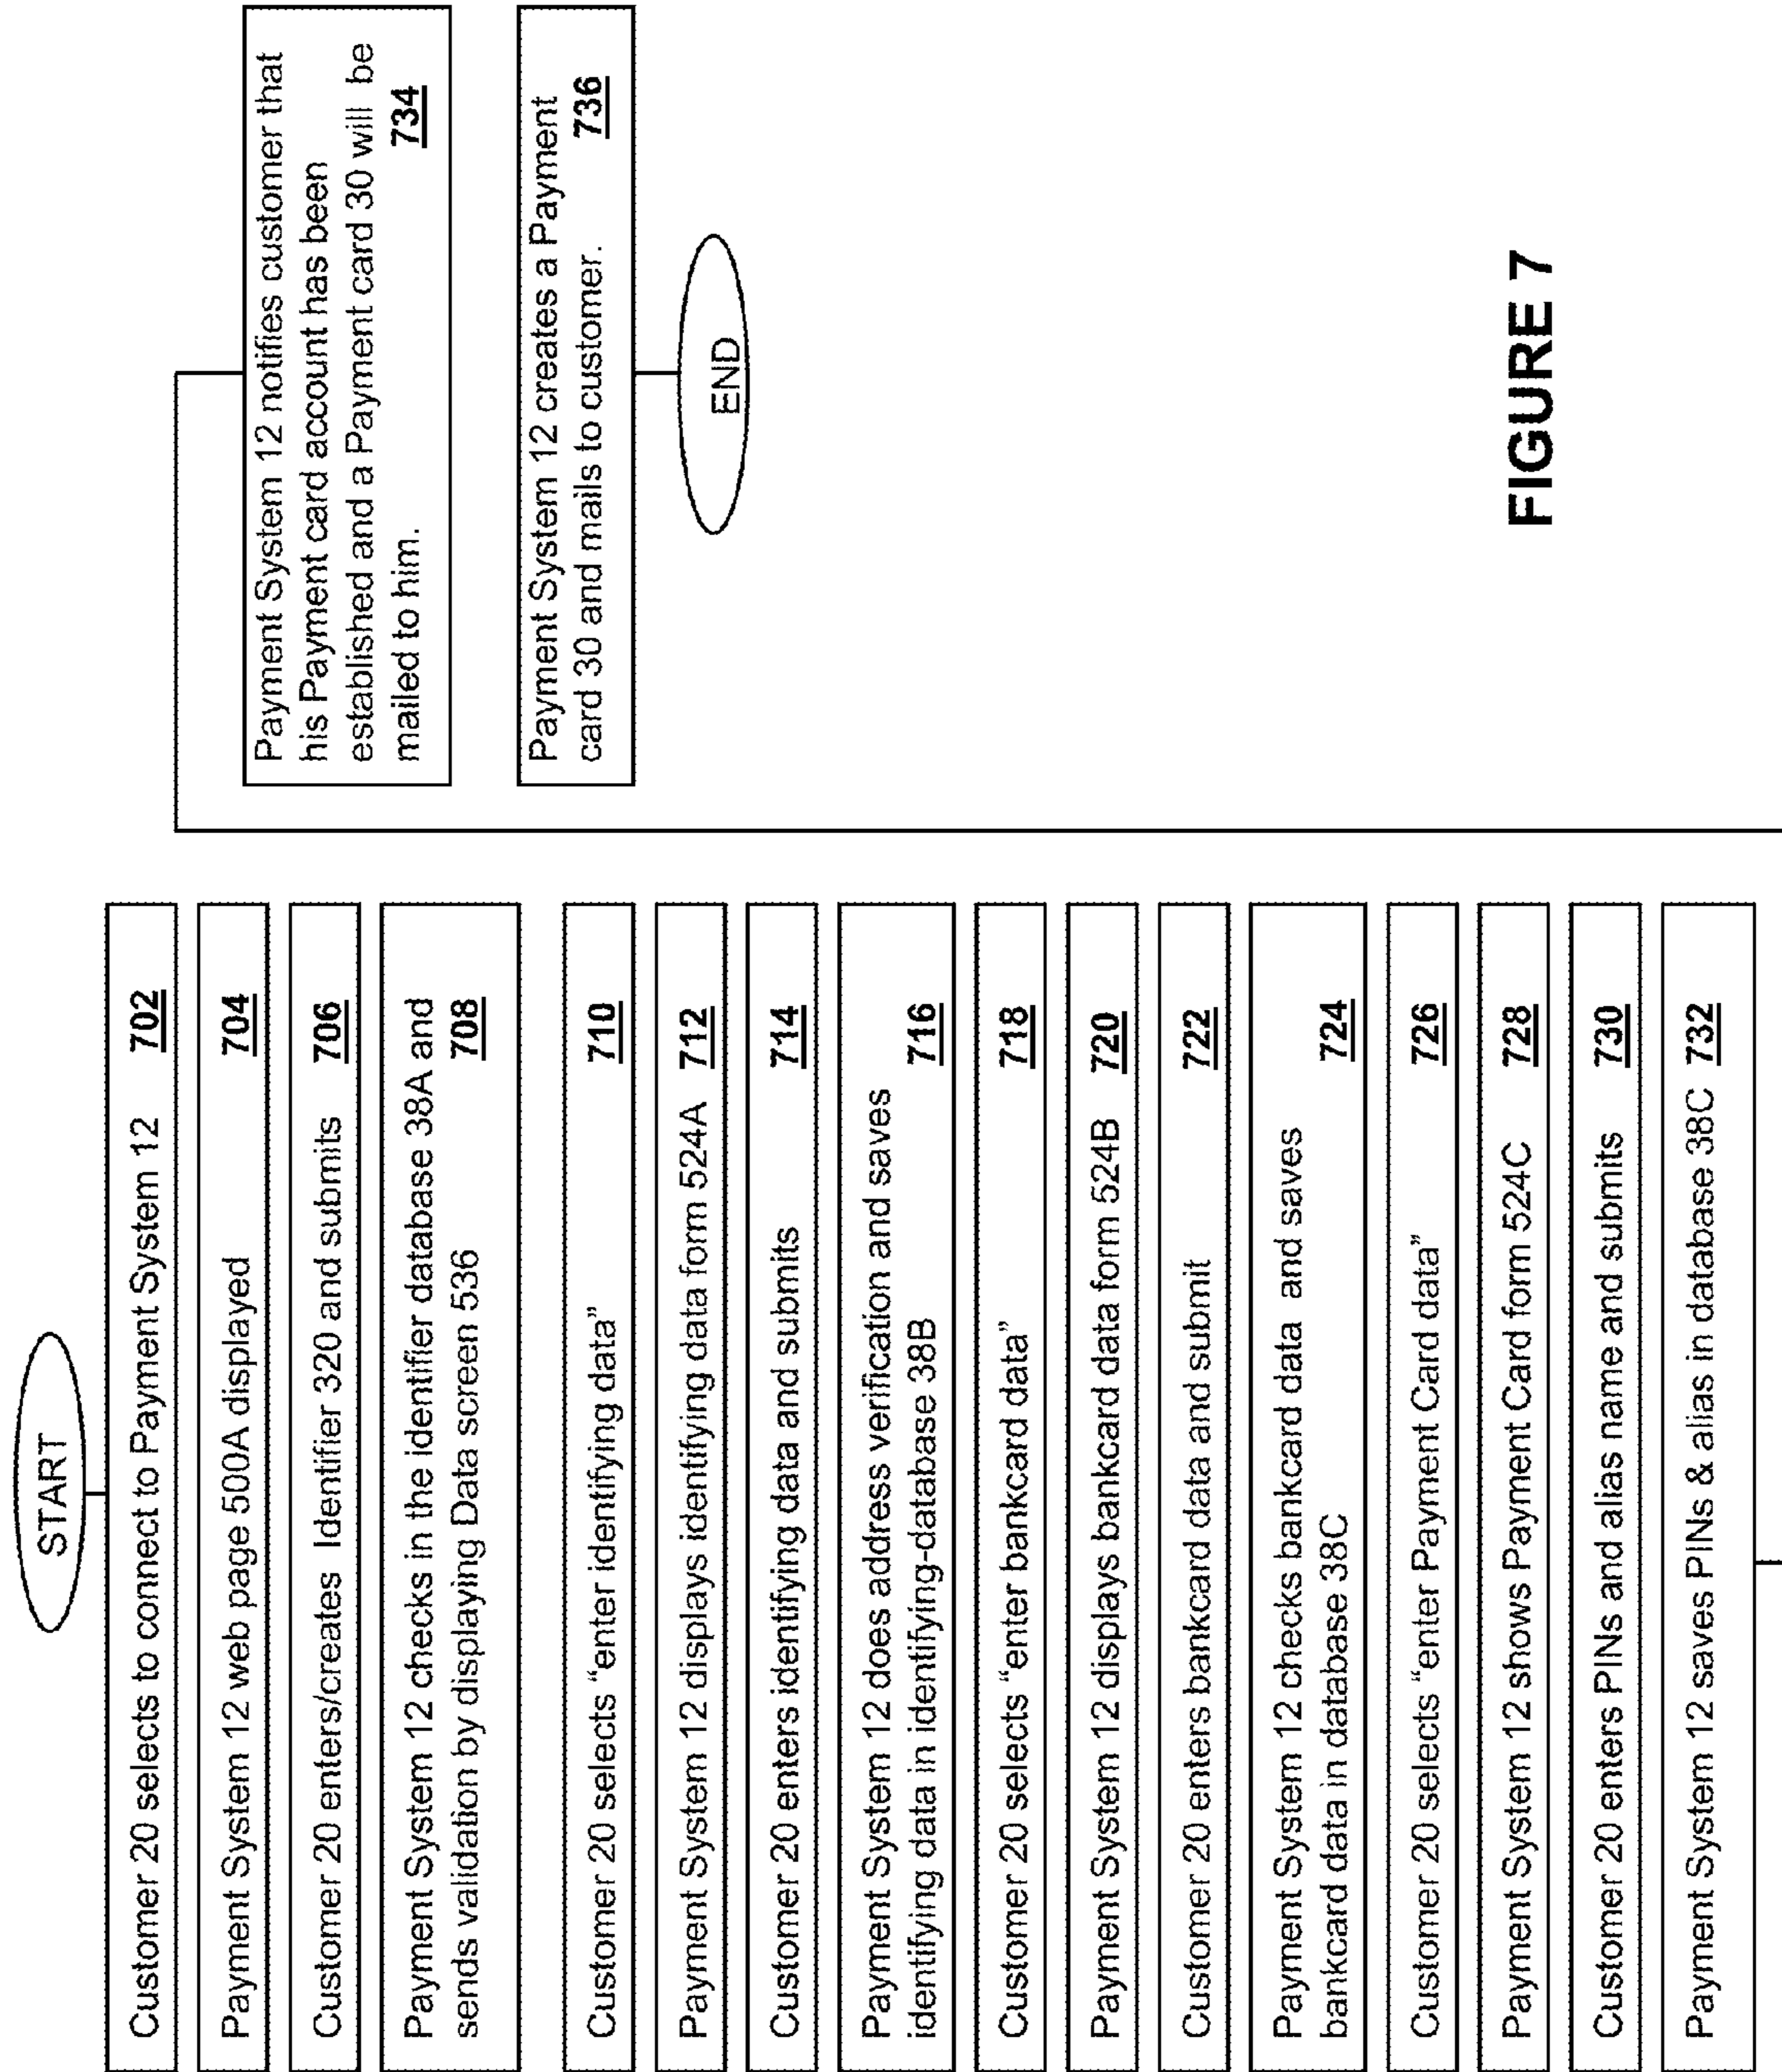 START
Customer 20 selects to connect to Payment System 12 702
Payment System 12 web page 500A displayed 704
Customer 20 enters/creates Identifier 320 and submits 706
Payment System 12 checks in the identifier database 38A and
sends validation by displaying Data screen 536 708
Customer 20 selects “enter identifying data” 710
Payment System 12 displays identifying data form 524A 712
Customer 20 enters identifying data and submits 714
Payment System 12 does address verification and saves
identifying data in identifying-database 38B 716
Customer 20 selects “enter bankcard data” 718
Payment System 12 displays bankcard data form 524B 720
Customer 20 enters bankcard data and submit 722
Payment System 12 checks bankcard data and saves
bankcard data in database 38C 724
Customer 20 selects “enter Payment Card data” 726
Payment System 12 shows Payment Card form 524C 728
Customer 20 enters PINs and alias name and submits 730
Payment System 12 saves PINs & alias in database 38C 732
Payment System 12 notifies customer that
his Payment card account has been
established and a Payment card 30 will be
mailed to him. 734
Payment System 12 creates a Payment
card 30 and mails to customer. 736
END
FIGURE 7